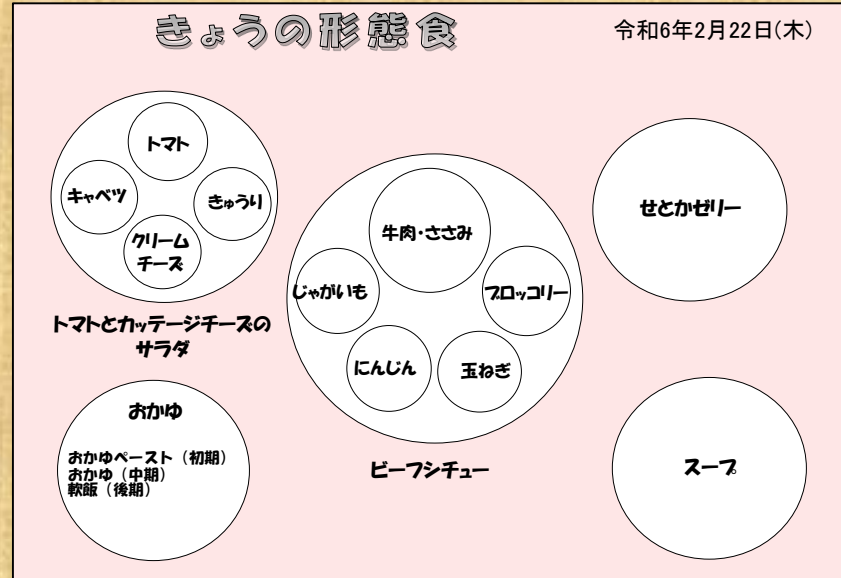 きょうの形態食
令和6年2月22日(木)
トマト
キャベツ
きゅうり
クリーム
チーズ
トマトとカッテージチーズの
サラダ
牛肉・ささみ
じゃがいも
ブロッコリー
にんじん
玉ねぎ
ビーフシチュー
せとかゼリー
おかゆ
おかゆペースト（初期）
おかゆ（中期）
軟飯（後期）
スープ